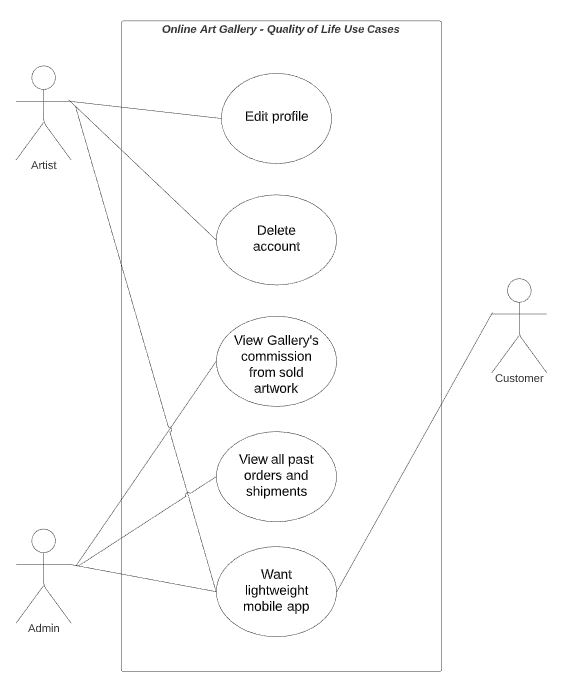 Online Art Gallery - Quality of Life Use Cases
Edit profile
Artist
Delete
account
View Gallery's
commission
from sold
artwork
Customer
View all past
orders and
shipments
Want
lightweight
mobile app
Admin